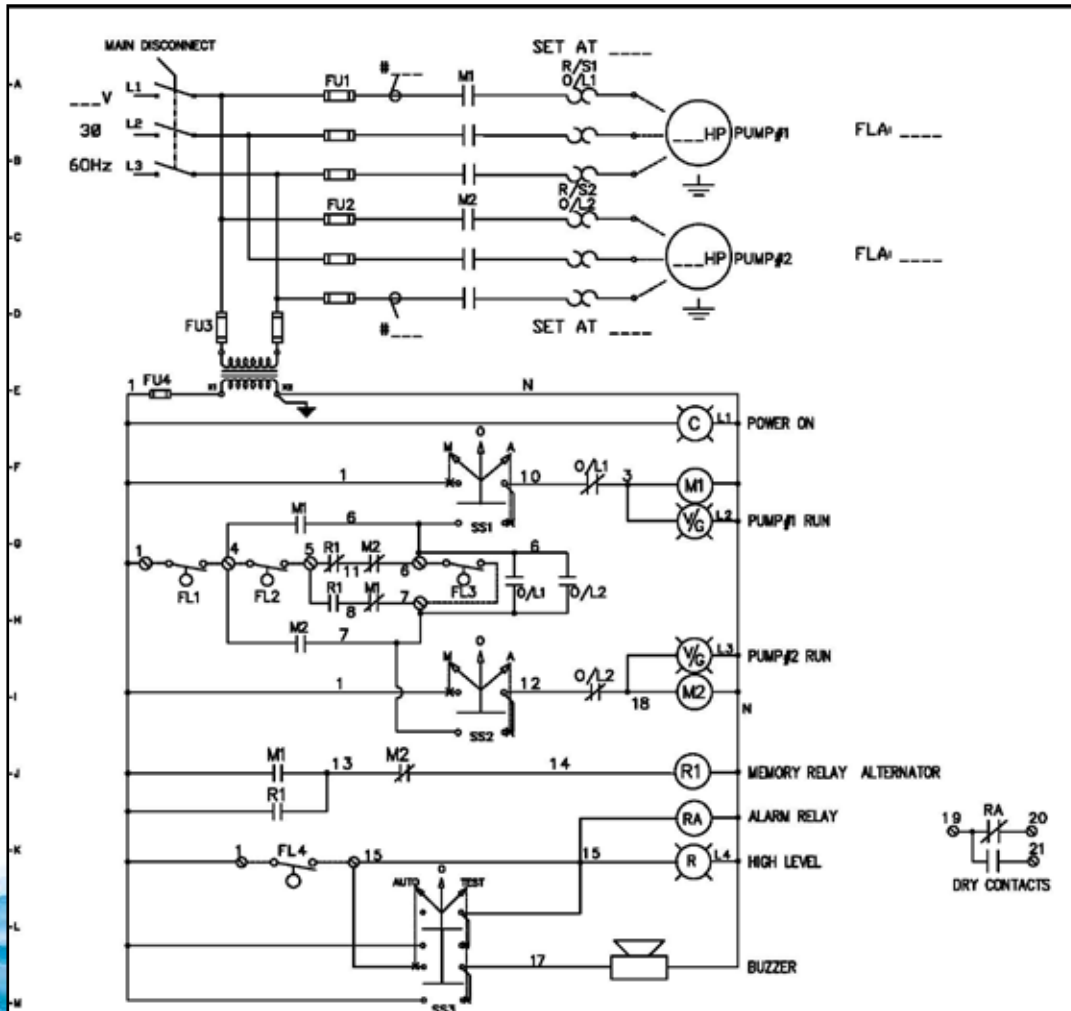 MAIN DISCONNECT
SET AT ____
R/S1
O/L1
#___
A
L1
FU1
M1
___V
3Ø
L2
___HP
PUMP#1
FLA: ____
B
60Hz
L3
R/S2
O/L2
FU2
M2
C
___HP
PUMP#2
FLA: ____
D
FU3
#___
SET AT ____
E
1
FU4
X1
X2
N
C
L1
POWER ON
F
M
O
A
1
10
O/L1
3
M1
SS1
V/G
L2
PUMP#1 RUN
G
M1
6
6
1
4
5
R1
M2
11
6
FL1
FL2
FL3
O/L1
O/L2
R1
M1
8
7
H
M2
7
M
O
A
V/G
L3
PUMP#2 RUN
I
1
12
O/L2
18
M2
N
SS2
J
M1
13
M2
14
R1
MEMORY RELAY ALTERNATOR
R1
RA
ALARM RELAY
19
RA
20
K
1
FL4
15
15
R
L4
HIGH LEVEL
21
DRY CONTACTS
AUTO
O
TEST
L
17
BUZZER
M
SS3